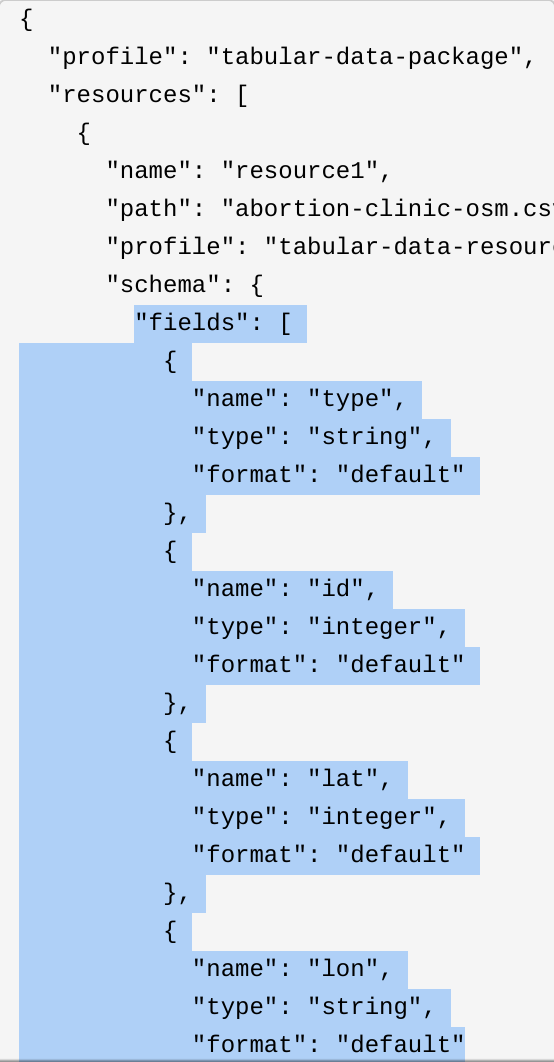 {
"profile": "tabular-data-package",
"resources": [
{
"name": "resource1",
"path": "abortion-clinic-osm.cs
"profile": "tabular-data-resour
"schema": {
"fields": [
{
"name": "type",
"type": "string",
"format": "default"
},
{
"name": "id",
"type": "integer",
"format": "default"
},
{
"name": "lat",
"type": "integer",
"format": "default"
},
{
"name": "lon",
"type": "string",
"format": "default"